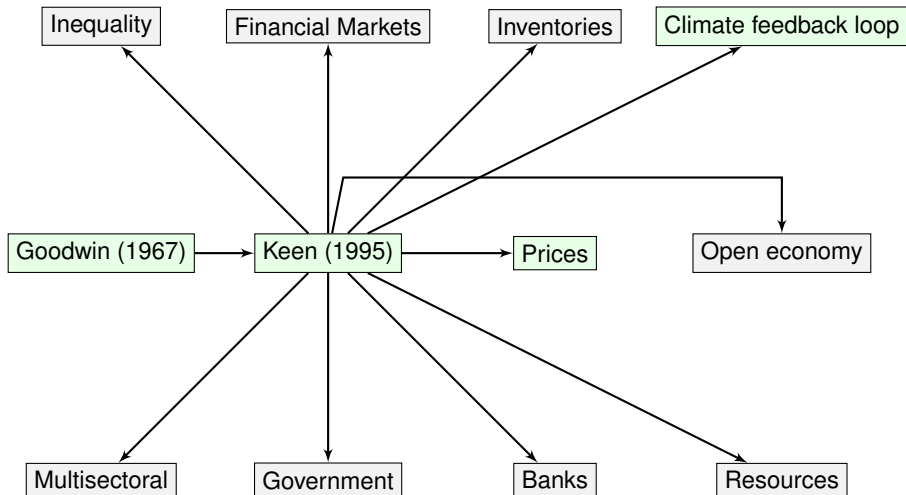 Inequality
Financial Markets
Inventories
Climate feedback loop
Goodwin (1967)
Keen (1995)
Prices
Open economy
Multisectoral
Government
Banks
Resources